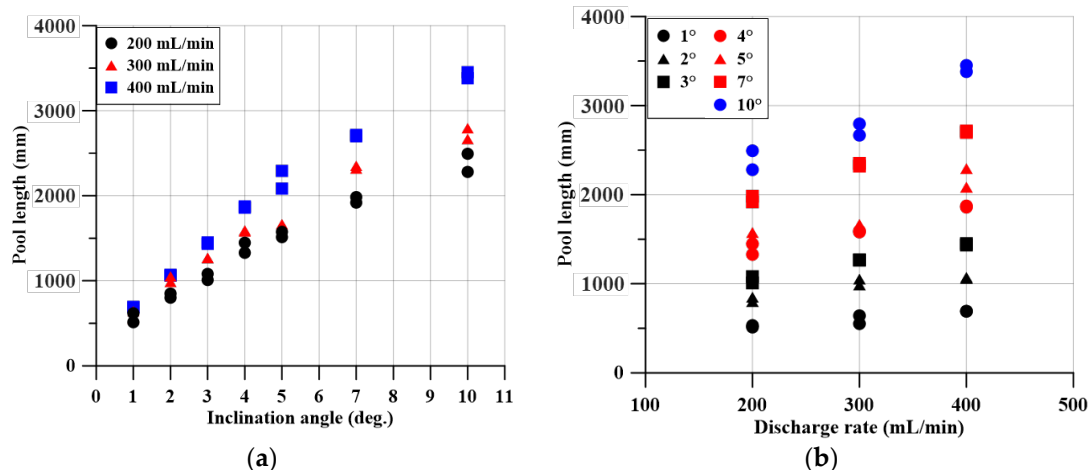 4000
200 mL/min
300 mL/min
400 mL/min
3000
2000
1000
0
Pool length (mm)
0 1 2 3 4 5 6 7 8 9 10 11
Inclination angle (deg.)
(a)
4000
1° 4°
2° 5°
3° 7°
10°
3000
2000
1000
0
Pool length (mm)
100 200 300 400 500
Discharge rate (mL/min)
(b)